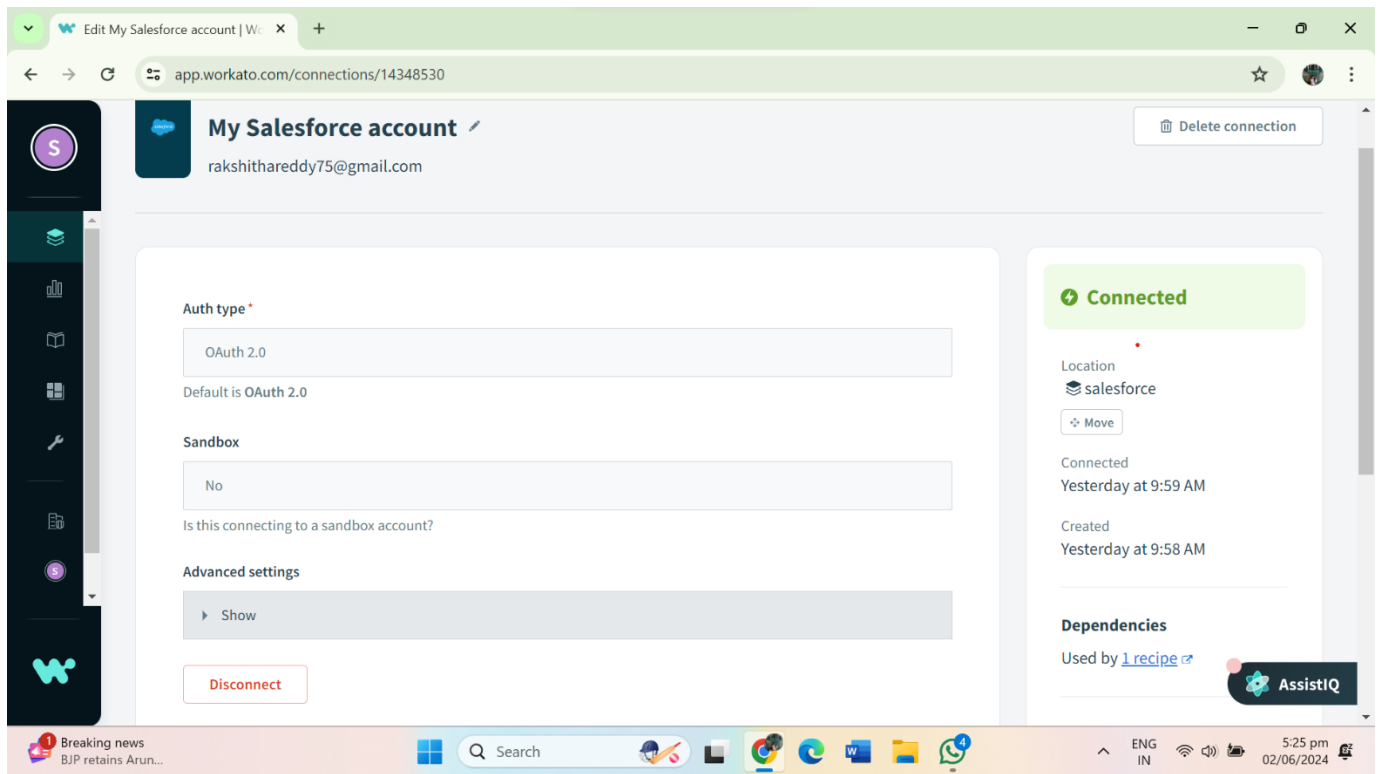 Edit My Salesforce account | Wo
app.workato.com/connections/14348530
S
My Salesforce account
rakshithareddy75@gmail.com
Delete connection
Auth type *
OAuth 2.0
Default is OAuth 2.0
Sandbox
No
Is this connecting to a sandbox account?
Advanced settings
Show
Disconnect
Connected
Location
salesforce
Move
Connected
Yesterday at 9:59 AM
Created
Yesterday at 9:58 AM
Dependencies
Used by 1 recipe
AssistIQ
S
1
Breaking news
BJP retains Arun...
Search
4
ENG
IN
5:25 pm
02/06/2024